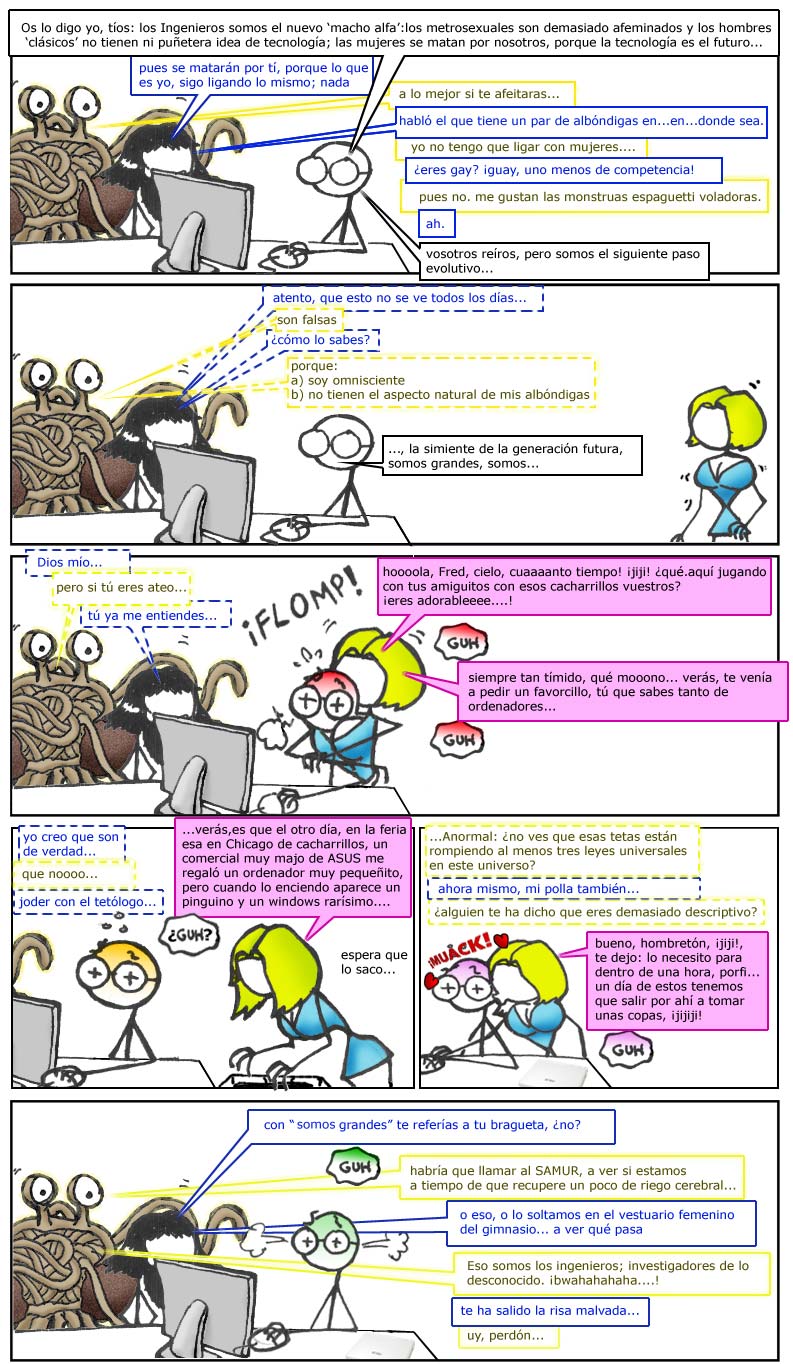 Os lo digo yo, tíos: los Ingenieros somos el nuevo ‘macho alfa’:los metrosexuales son demasiado afeminados y los hombres
‘clásicos’ no tienen ni puñetera idea de tecnología; las mujeres se matan por nosotros, porque la tecnología es el futuro...
pues se matarán por tí, porque lo que
es yo, sigo ligando lo mismo; nada
a lo mejor si te afeitaras...
habló el que tiene un par de albóndigas en...en...donde sea.
yo no tengo que ligar con mujeres....
¿eres gay? ¡guay, uno menos de competencia!
pues no. me gustan las monstruas espaguetti voladoras.
ah.
vosotros reíros, pero somos el siguiente paso
evolutivo...
atento, que esto no se ve todos los días...
son falsas
¿cómo lo sabes?
porque:
a) soy omnisciente
b) no tienen el aspecto natural de mis albóndigas
..., la simiente de la generación futura,
somos grandes, somos...
Dios mío...
pero si tú eres ateo...
tú ya me entiendes...
¡FLOMP!
hoooola, Fred, cielo, cuaaaanto tiempo! ¡jiji! ¿qué.aquí jugando
con tus amiguitos con esos cacharrillos vuestros?
¡eres adorableeee....!
GUH
siempre tan tímido, qué mooono... verás, te venía
a pedir un favorcillo, tú que sabes tanto de
ordenadores...
GUH
yo creo que son
de verdad...
que noooo...
joder con el tetólogo...
...verás,es que el otro día, en la feria
esa en Chicago de cacharrillos, un
comercial muy majo de ASUS me
regaló un ordenador muy pequeñito,
pero cuando lo enciendo aparece un
pinguino y un windows rarísimo....
¿GUH?
espera que
lo saco...
...Anormal: ¿no ves que esas tetas están
rompiendo al menos tres leyes universales
en este universo?
ahora mismo, mi polla también...
¿alguien te ha dicho que eres demasiado descriptivo?
¡MUACK!
bueno, hombretón, ¡jiji!,
te dejo: lo necesito para
dentro de una hora, porfi...
un día de estos tenemos
que salir por ahí a tomar
unas copas, ¡jijiji!
GUH
con “somos grandes” te referías a tu bragueta, ¿no?
GUH
habría que llamar al SAMUR, a ver si estamos
a tiempo de que recupere un poco de riego cerebral...
o eso, o lo soltamos en el vestuario femenino
del gimnasio... a ver qué pasa
Eso somos los ingenieros; investigadores de lo
desconocido. ¡bwahahahaha....!
te ha salido la risa malvada...
uy, perdón...